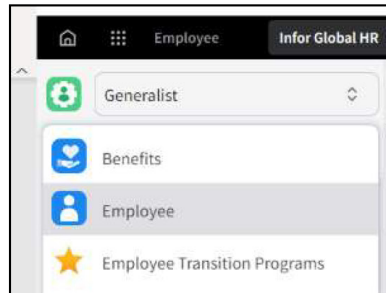 Employee Infor Global HR
Generalist
Benefits
Employee
Employee Transition Programs